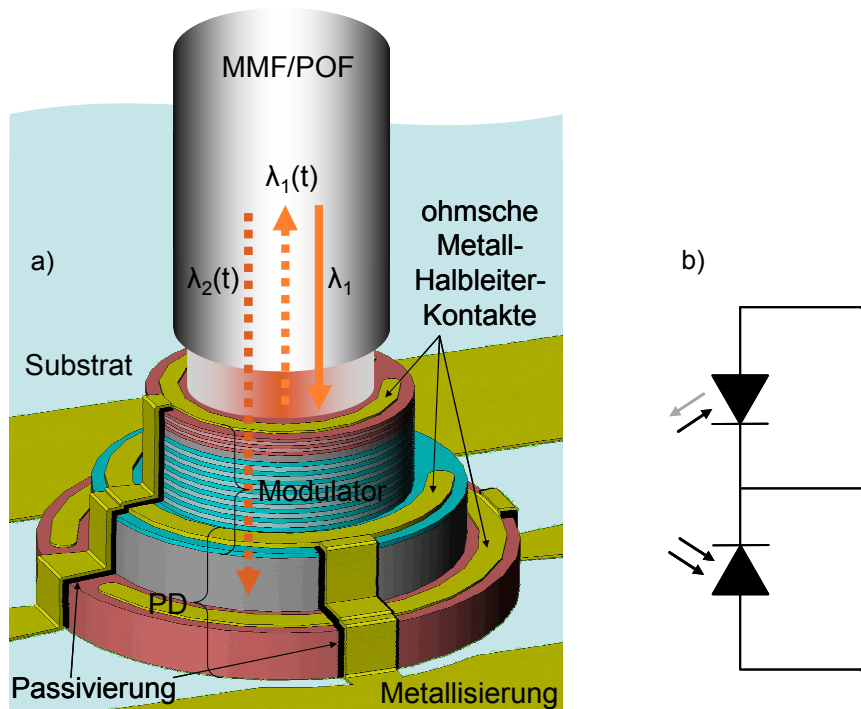 MMF/POF
λ₁(t)
ohmsche
Metall-
Halbleiter-
Kontakte
a)
b)
λ₂(t)
λ₁
Substrat
Modulator
PD
Passivierung
Metallisierung